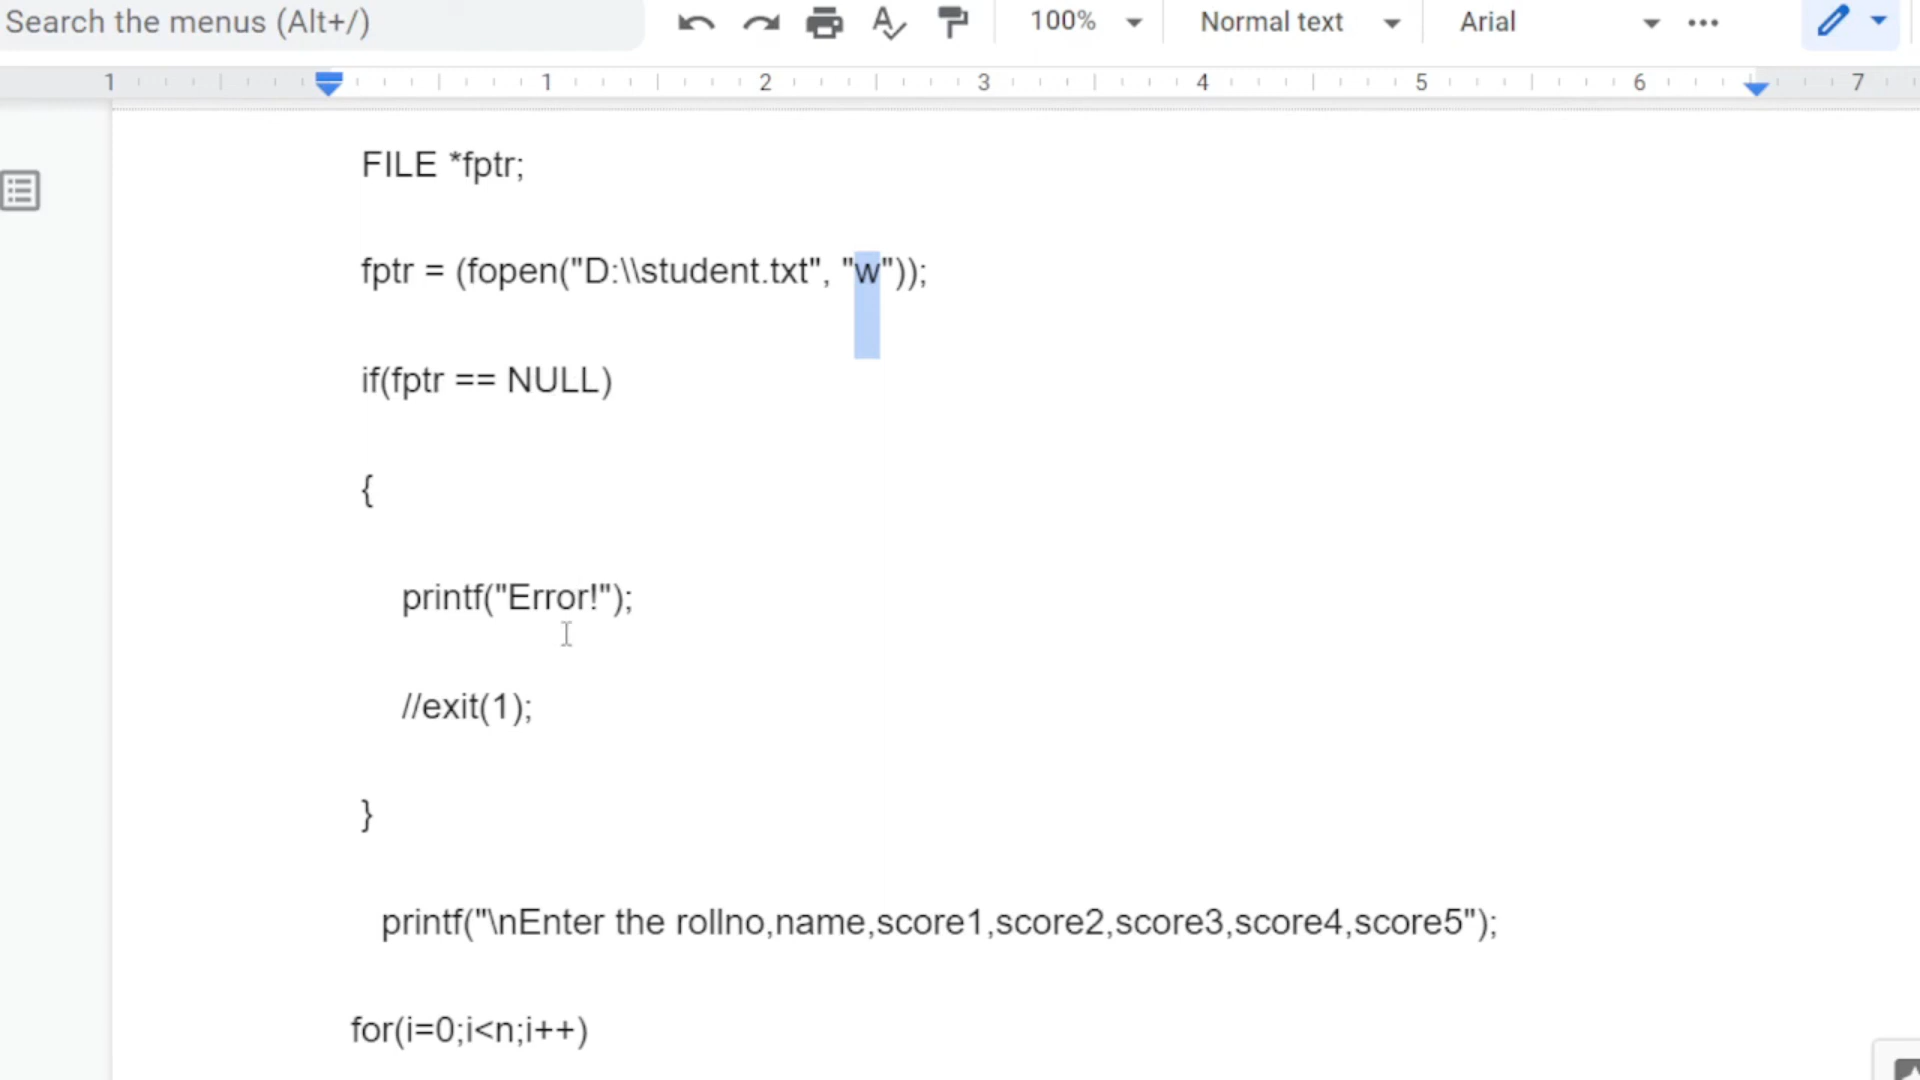 Search the menus (Alt+/) 100% Normal text Arial
1 1 2 3 4 5 6 7
FILE *fptr;
fptr = (fopen("D:\\student.txt", "w"));
if(fptr == NULL)
{
printf("Error!");
//exit(1);
}
printf("\nEnter the rollno,name,score1,score2,score3,score4,score5");
for(i=0;i<n;i++)